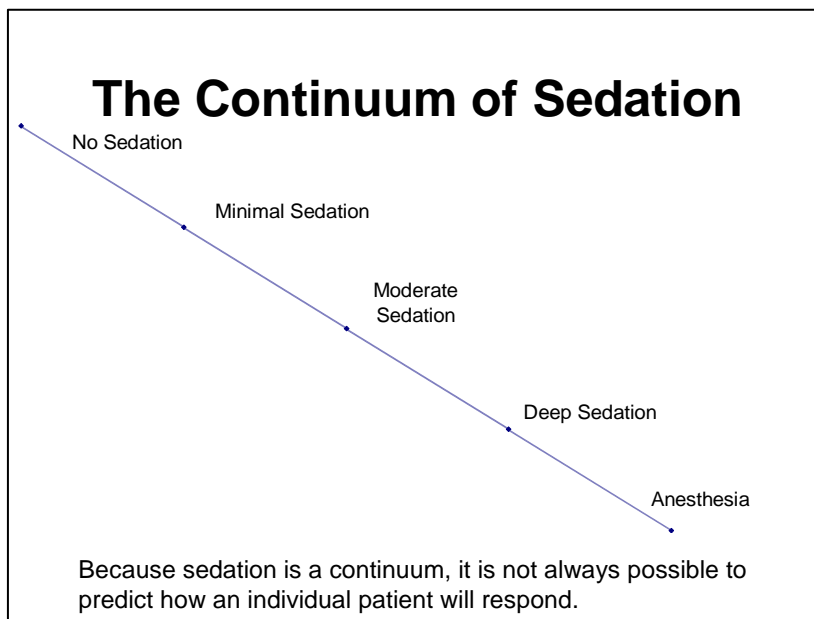 The Continuum of Sedation
No Sedation
Minimal Sedation
Moderate
Sedation
Deep Sedation
Anesthesia
Because sedation is a continuum, it is not always possible to
predict how an individual patient will respond.